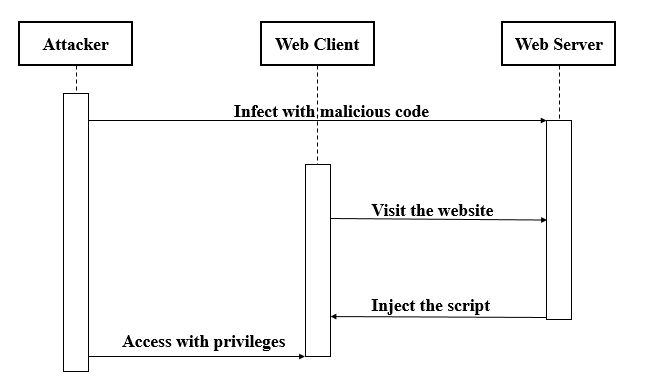 Attacker
Web Client
Web Server
Infect with malicious code
Visit the website
Inject the script
Access with privileges